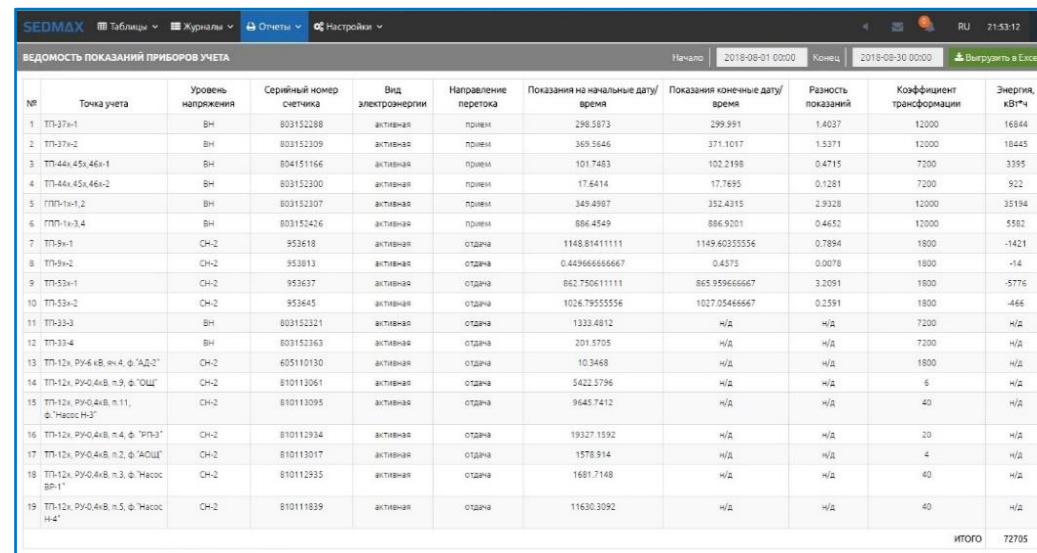 SEDMAX Таблицы Журналы Отчеты Настройки RU 21:53:12
ВЕДОМОСТЬ ПОКАЗАНИЙ ПРИБОРОВ УЧЕТА Начало 2018-08-01 00:00 Конец 2018-08-30 00:00 Выгрузить в Exce
№ Точка учета Уровень напряжения Серийный номер счетчика Вид электроэнергии Направление перетока Показания на начальные дату/время Показания конечные дату/время Разность показаний Коэффициент трансформации Энергия, кВт*ч
1 ТП-37х-1 ВН 803152288 активная прием 298.5873 299.991 1.4037 12000 16844
2 ТП-37х-2 ВН 803152309 активная прием 369.5646 371.1017 1.5371 12000 18445
3 ТП-44х,45х,46х-1 ВН 804151166 активная прием 101.7483 102.2198 0.4715 7200 3395
4 ТП-44х,45х,46х-2 ВН 803152300 активная прием 17.6414 17.7695 0.1281 7200 922
5 ГПП-1х-1,2 ВН 803152307 активная прием 349.4987 352.4315 2.9328 12000 35194
6 ГПП-1х-3,4 ВН 803152426 активная прием 886.4549 886.9201 0.4652 12000 5582
7 ТП-9х-1 СН-2 953618 активная отдача 1148.81411111 1149.60355556 0.7894 1800 -1421
8 ТП-9х-2 СН-2 953813 активная отдача 0.449666666667 0.4575 0.0078 1800 -14
9 ТП-53х-1 СН-2 953637 активная отдача 862.750611111 865.959666667 3.2091 1800 -5776
10 ТП-53х-2 СН-2 953645 активная отдача 1026.79555556 1027.05466667 0.2591 1800 -466
11 ТП-33-3 ВН 803152321 активная отдача 1333.4812 н/д н/д 7200 н/д
12 ТП-33-4 ВН 803152363 активная отдача 201.5705 н/д н/д 7200 н/д
13 ТП-12х, РУ-6 кВ, яч.4, ф."АД-2" СН-2 605110130 активная отдача 10.3468 н/д н/д 1800 н/д
14 ТП-12х, РУ-0,4кВ, п.9, ф."ОЩ" СН-2 810113061 активная отдача 5422.5796 н/д н/д 6 н/д
15 ТП-12х, РУ-0,4кВ, п.11, ф."Насос Н-3" СН-2 810113095 активная отдача 9645.7412 н/д н/д 40 н/д
16 ТП-12х, РУ-0,4кВ, п.4, ф. "РП-3" СН-2 810112934 активная отдача 19327.1592 н/д н/д 20 н/д
17 ТП-12х, РУ-0,4кВ, п.2, ф."АОЩ" СН-2 810113017 активная отдача 1578.914 н/д н/д 4 н/д
18 ТП-12х, РУ-0,4кВ, п.3, ф."Насос ВР-1" СН-2 810112935 активная отдача 1681.7148 н/д н/д 40 н/д
19 ТП-12х, РУ-0,4кВ, п.5, ф."Насос Н-4" СН-2 810111839 активная отдача 11630.3092 н/д н/д 40 н/д
ИТОГО 72705